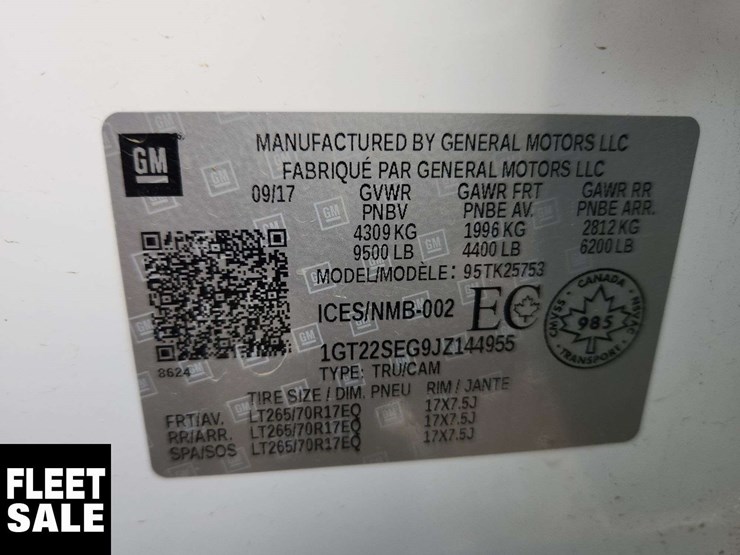 GM
MANUFACTURED BY GENERAL MOTORS LLC
FABRIQUÉ PAR GENERAL MOTORS LLC
09/17 GVWR GAWR FRT GAWR RR
PNBV PNBE AV. PNBE ARR.
4309 KG 1996 KG 2812 KG
9500 LB 4400 LB 6200 LB
MODEL/MODÈLE: 95TK25753
ICES/NMB-002 EC
CANADA
CMVSS 985 NSVAC
TRANSPORT
1GT22SEG9JZ144955
8624
TYPE: TRU/CAM
TIRE SIZE / DIM. PNEU RIM / JANTE
FRT/AV. LT265/70R17EQ 17X7.5J
RR/ARR. LT265/70R17EQ 17X7.5J
SPA/SOS LT265/70R17EQ 17X7.5J
FLEET
SALE